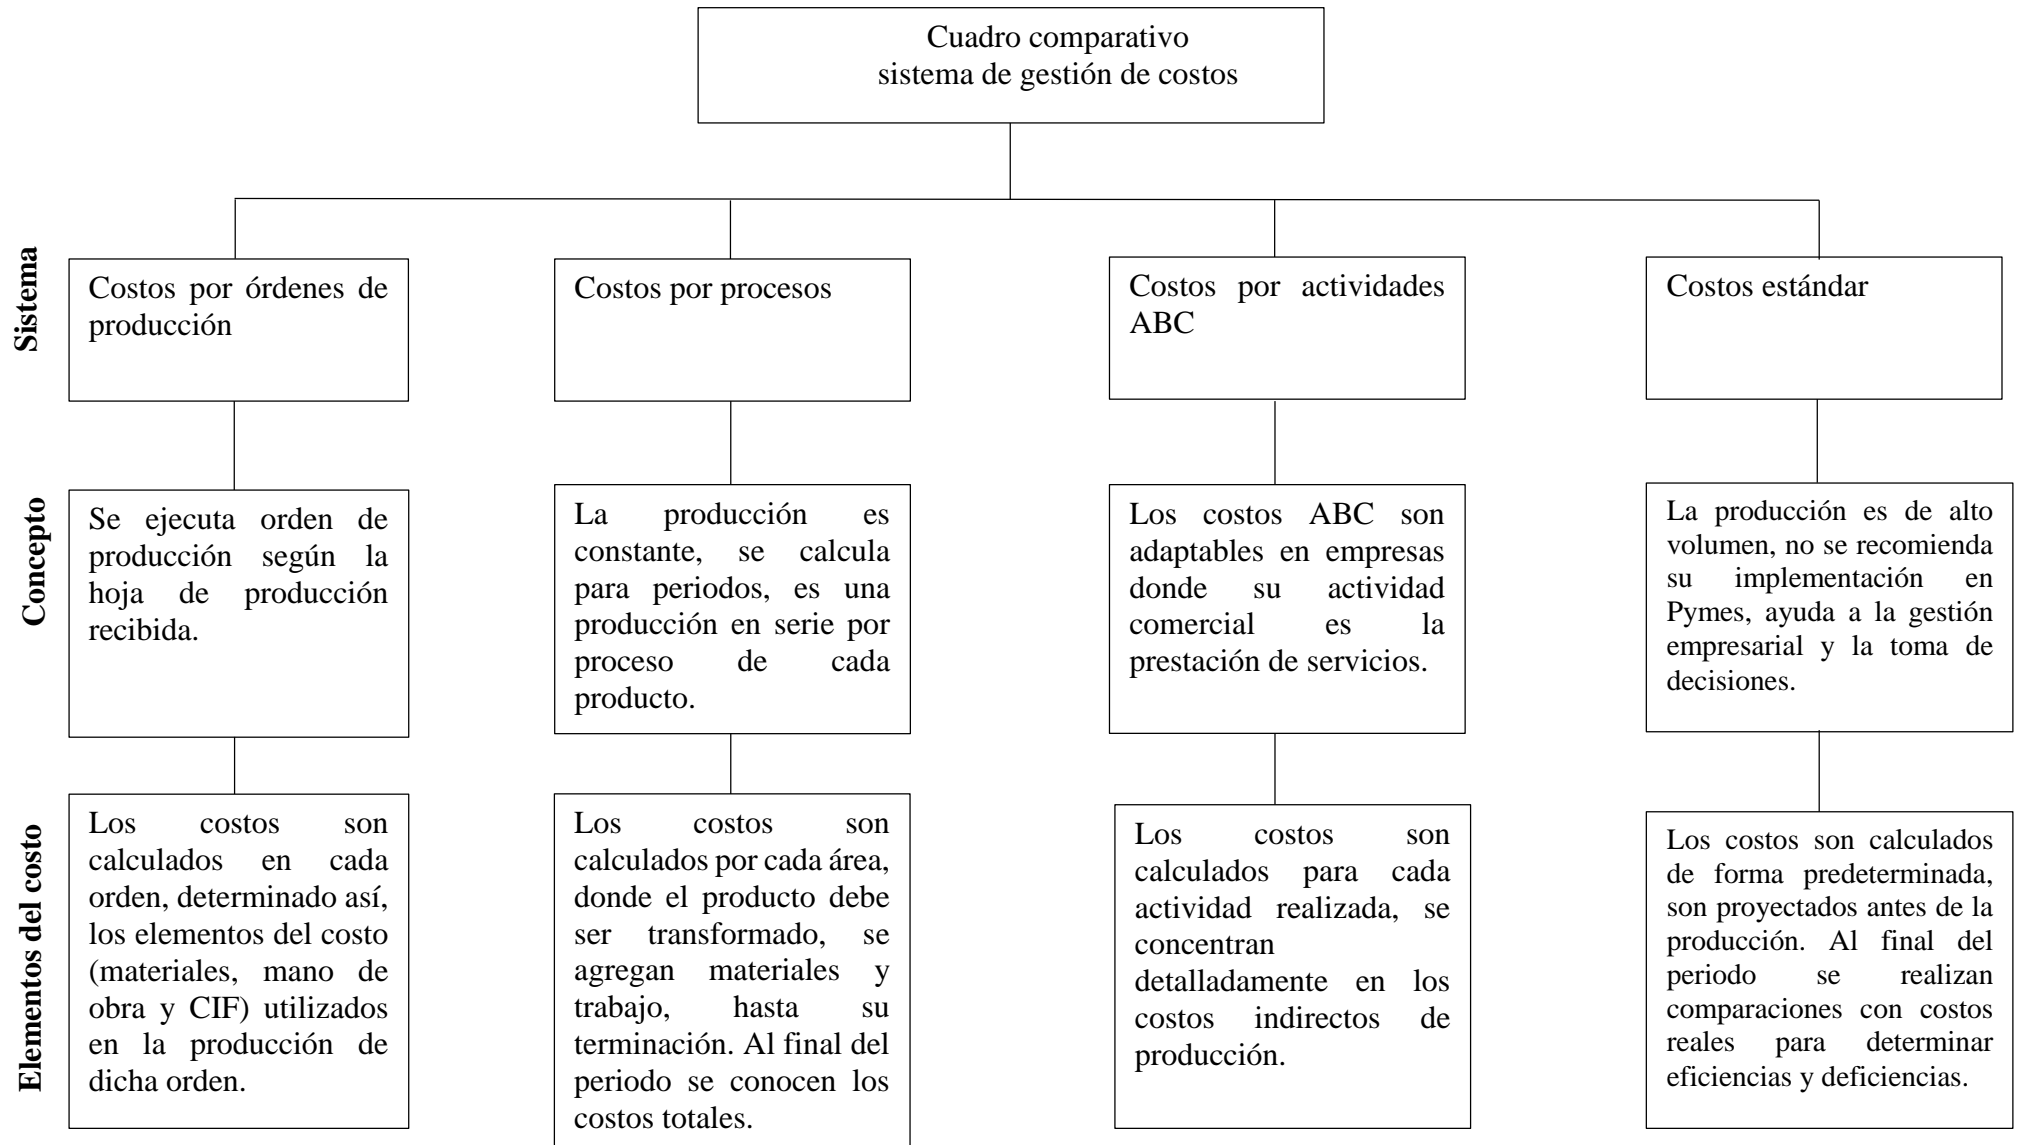 Cuadro comparativo
sistema de gestión de costos
Sistema
Costos por órdenes de
producción
Costos por procesos
Costos por actividades
ABC
Costos estándar
Concepto
Se ejecuta orden de
producción según la
hoja de producción
recibida.
La producción es
constante, se calcula
para periodos, es una
producción en serie por
proceso de cada
producto.
Los costos ABC son
adaptables en empresas
donde su actividad
comercial es la
prestación de servicios.
La producción es de alto
volumen, no se recomienda
su implementación en
Pymes, ayuda a la gestión
empresarial y la toma de
decisiones.
Elementos del costo
Los costos son
calculados en cada
orden, determinado así,
los elementos del costo
(materiales, mano de
obra y CIF) utilizados
en la producción de
dicha orden.
Los costos son
calculados por cada área,
donde el producto debe
ser transformado, se
agregan materiales y
trabajo, hasta su
terminación. Al final del
periodo se conocen los
costos totales.
Los costos son
calculados para cada
actividad realizada, se
concentran
detalladamente en los
costos indirectos de
producción.
Los costos son calculados
de forma predeterminada,
son proyectados antes de la
producción. Al final del
periodo se realizan
comparaciones con costos
reales para determinar
eficiencias y deficiencias.